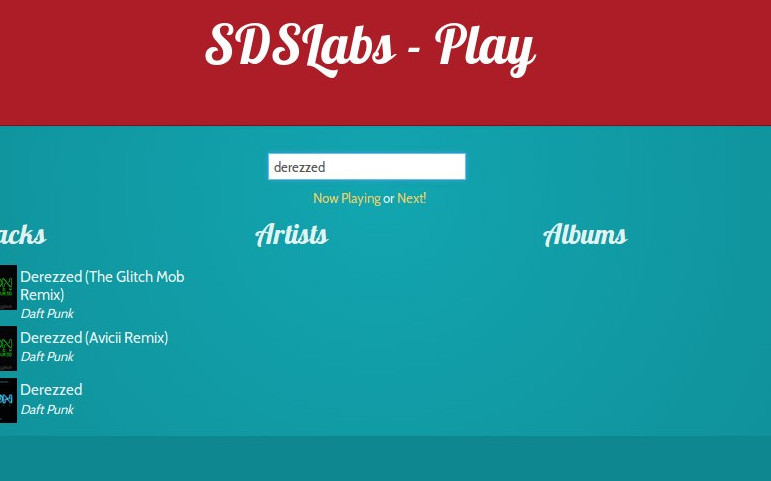 SDSLabs - Play
derezzed
Now Playing or Next!
acks Artists Albums
Derezzed (The Glitch Mob
Remix)
Daft Punk
Derezzed (Avicii Remix)
Daft Punk
Derezzed
Daft Punk